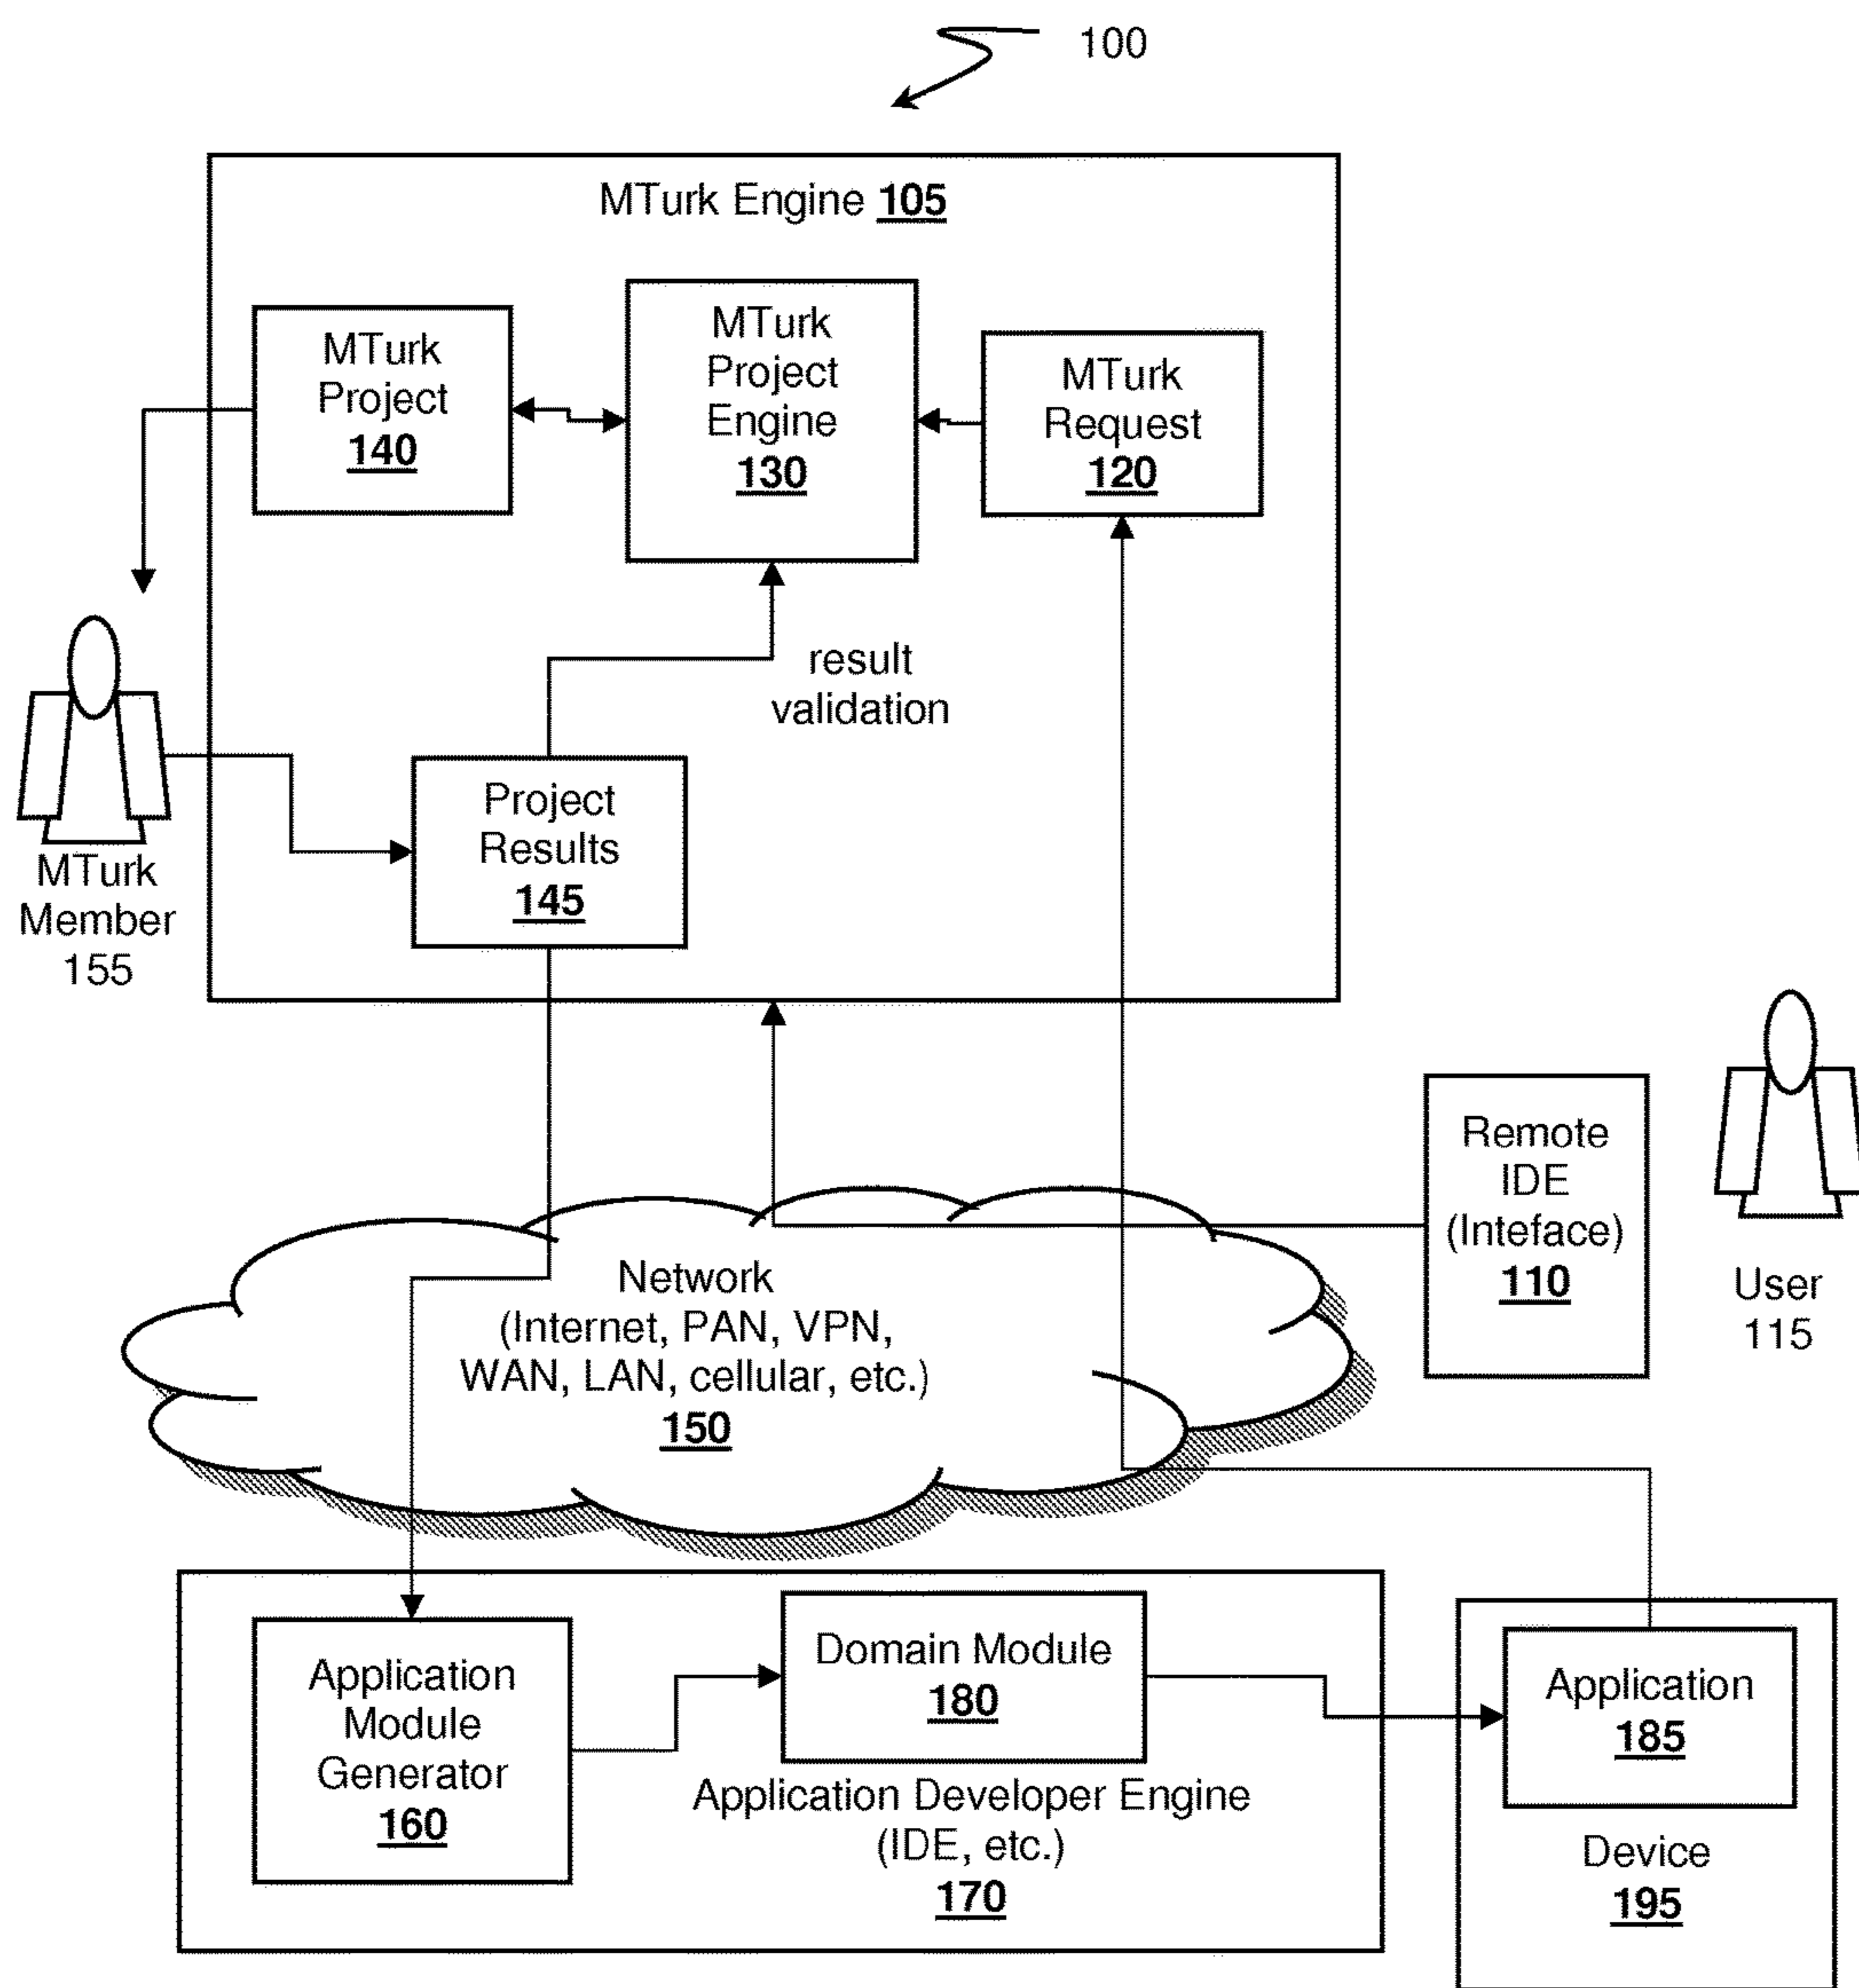 100
MTurk Engine 105
MTurk
Project
140
MTurk
Project
Engine
130
MTurk
Request
120
result
validation
Project
Results
145
MTurk
Member
155
Remote
IDE
(Inteface)
110
User
115
Network
(Internet, PAN, VPN,
WAN, LAN, cellular, etc.)
150
Application
Module
Generator
160
Domain Module
180
Application Developer Engine
(IDE, etc.)
170
Application
185
Device
195